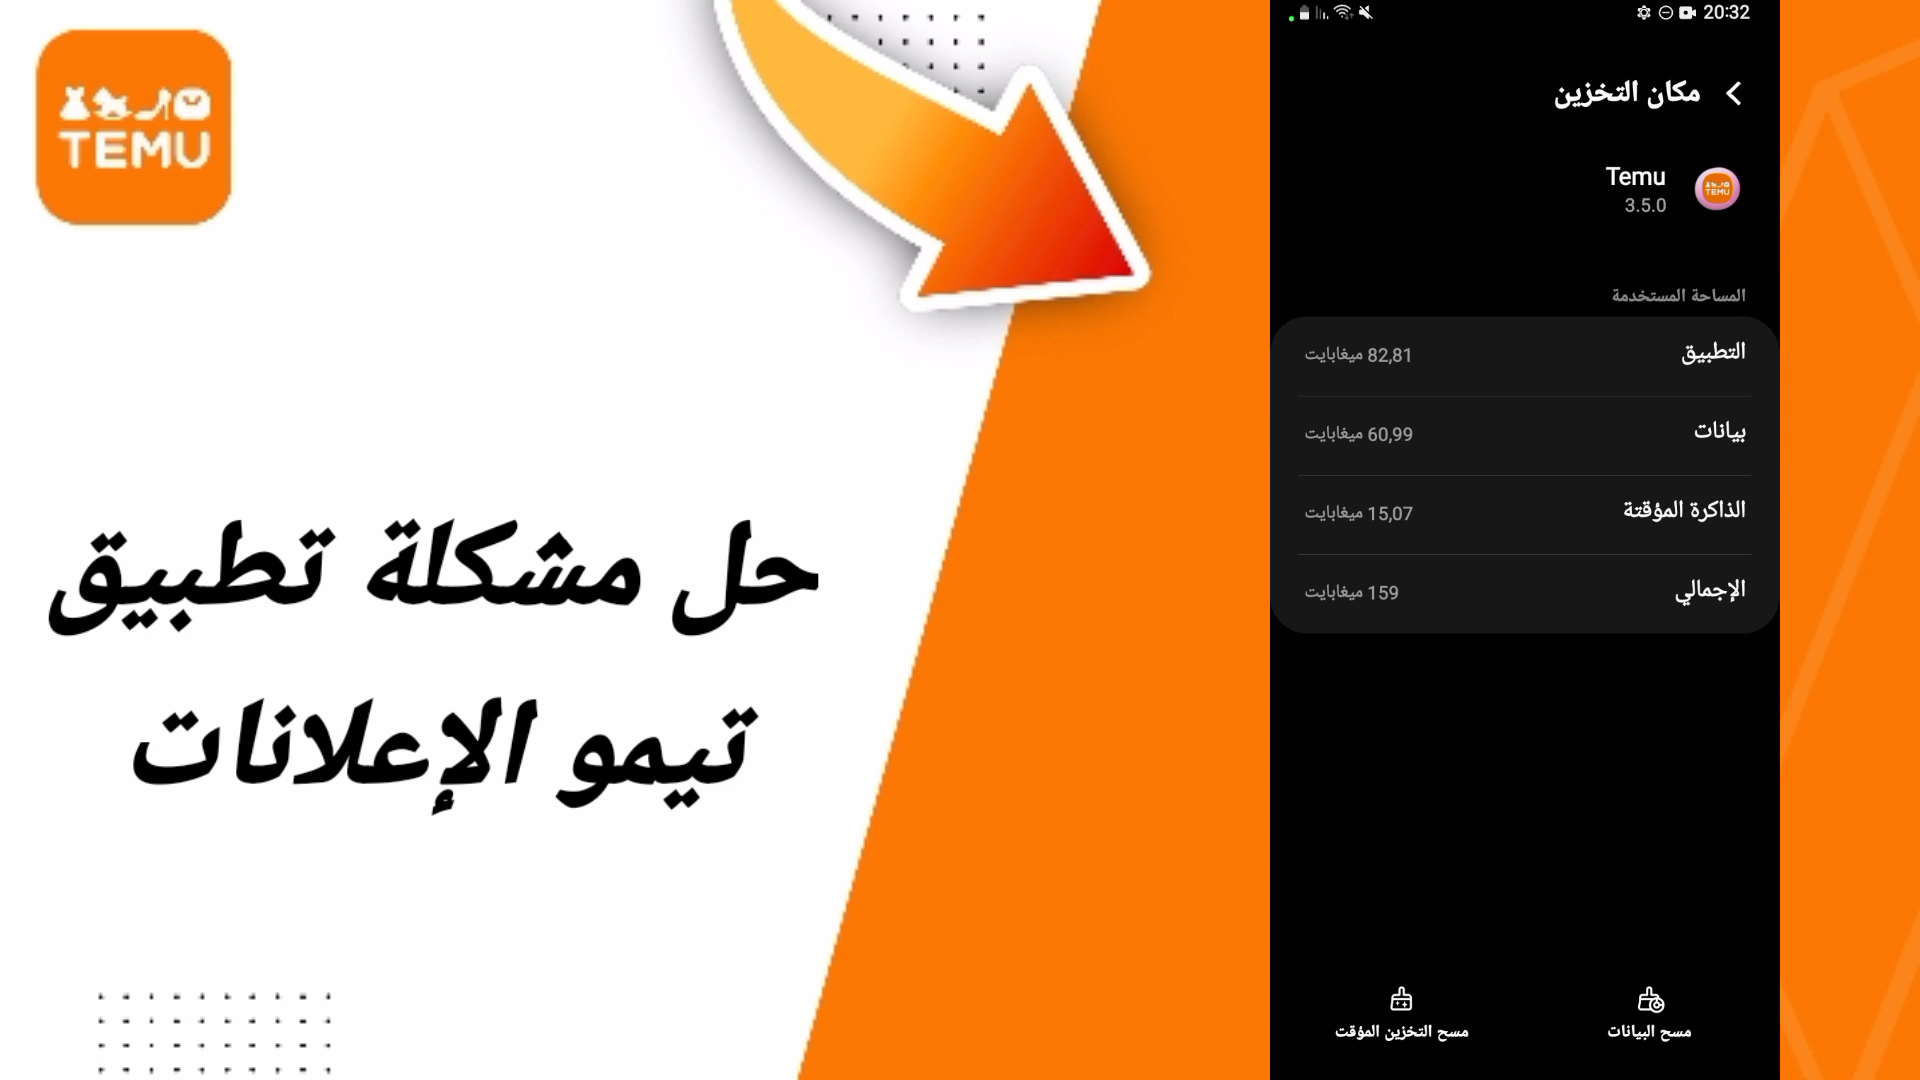 TEMU
حل مشكلة تطبيق
تيمو الإعلانات
20:32
مكان التخزين
Temu
3.5.0
TEMU
المساحة المستخدمة
التطبيق
82,81 ميغابايت
بيانات
60,99 ميغابايت
الذاكرة المؤقتة
15,07 ميغابايت
الإجمالي
159 ميغابايت
مسح البيانات
مسح التخزين المؤقت